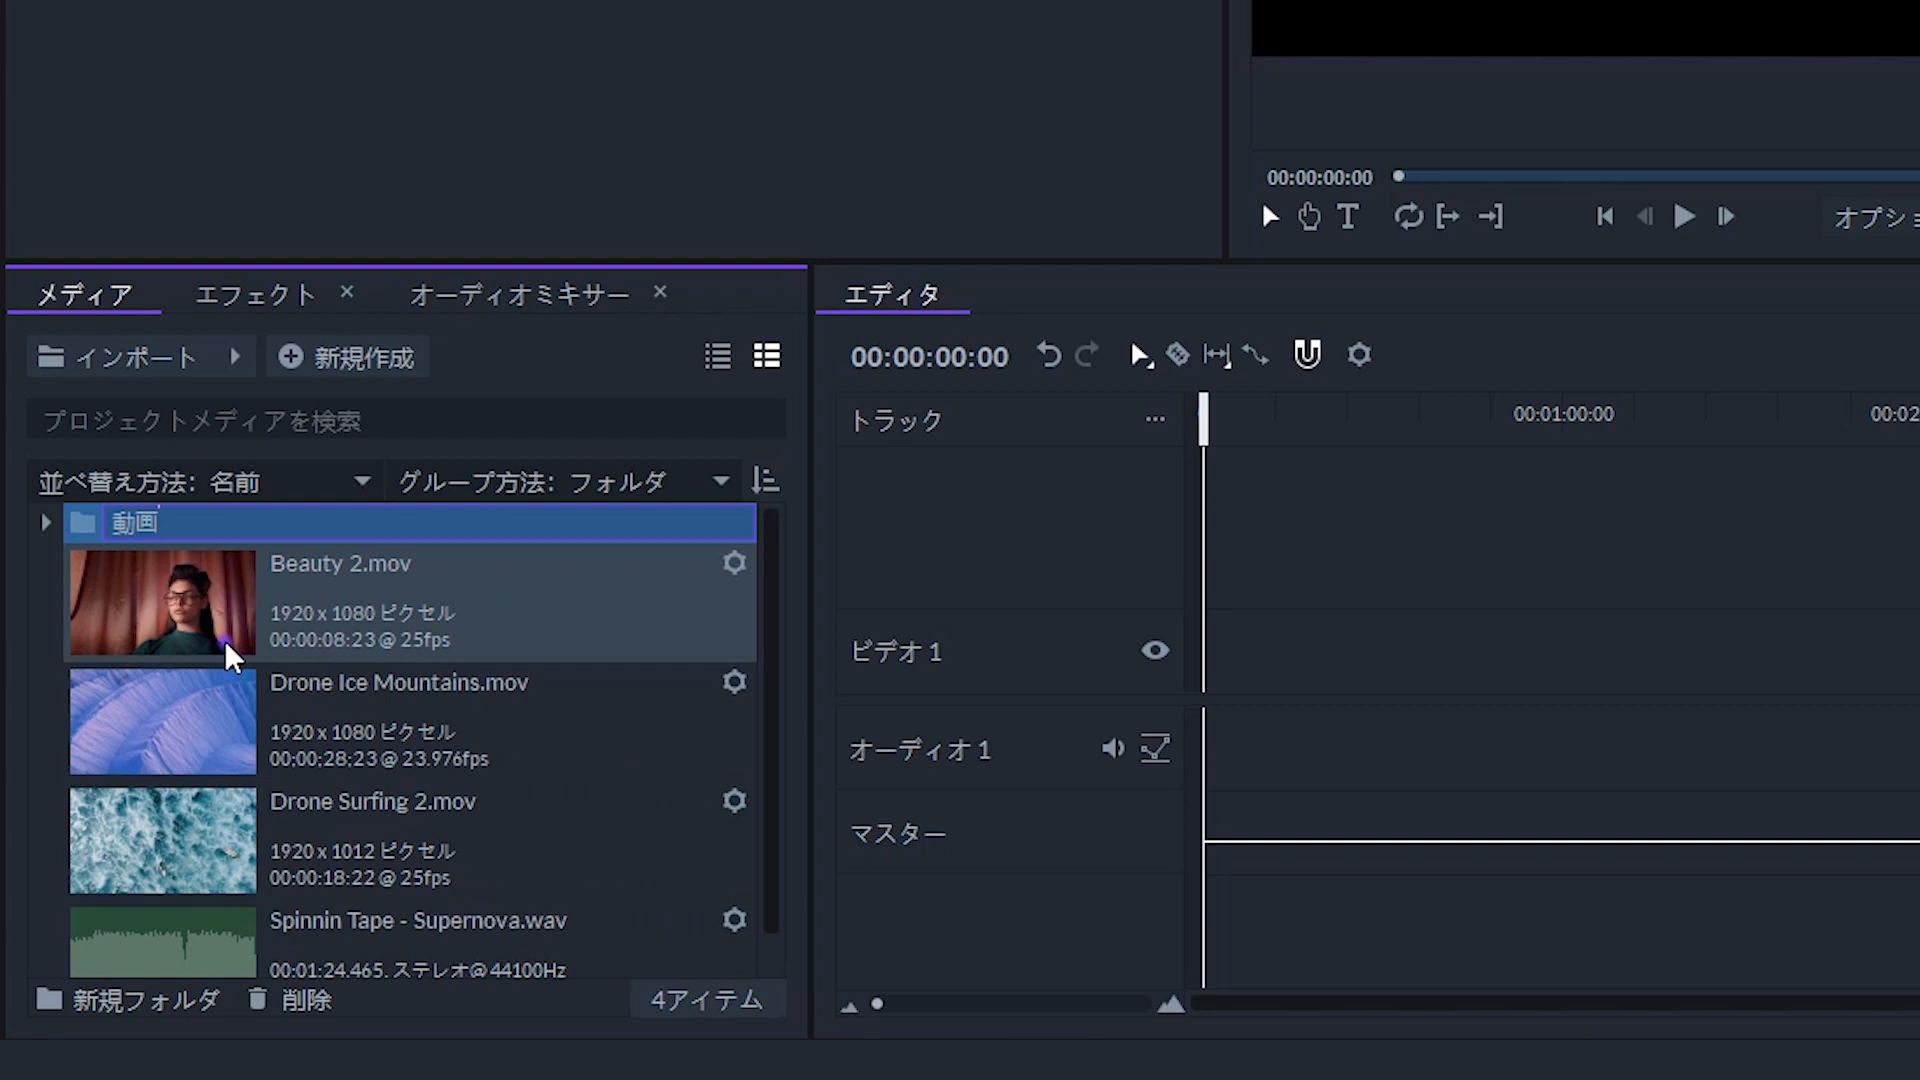 00:00:00:00
オプショ
メディア
エフェクト
オーディオミキサー
エディタ
インポート
新規作成
00:00:00:00
プロジェクトメディアを検索
トラック
00:01:00:00
00:02
並べ替え方法: 名前
グループ方法: フォルダ
動画
Beauty 2.mov
1920 x 1080 ピクセル
00:00:08:23 @ 25fps
ビデオ 1
Drone Ice Mountains.mov
1920 x 1080 ピクセル
00:00;28;23 @ 23.976fps
オーディオ 1
Drone Surfing 2.mov
1920 x 1012 ピクセル
00:00:18:22 @ 25fps
マスター
Spinnin Tape - Supernova.wav
00:01:24.465, ステレオ@ 44100Hz
新規フォルダ
削除
4アイテム